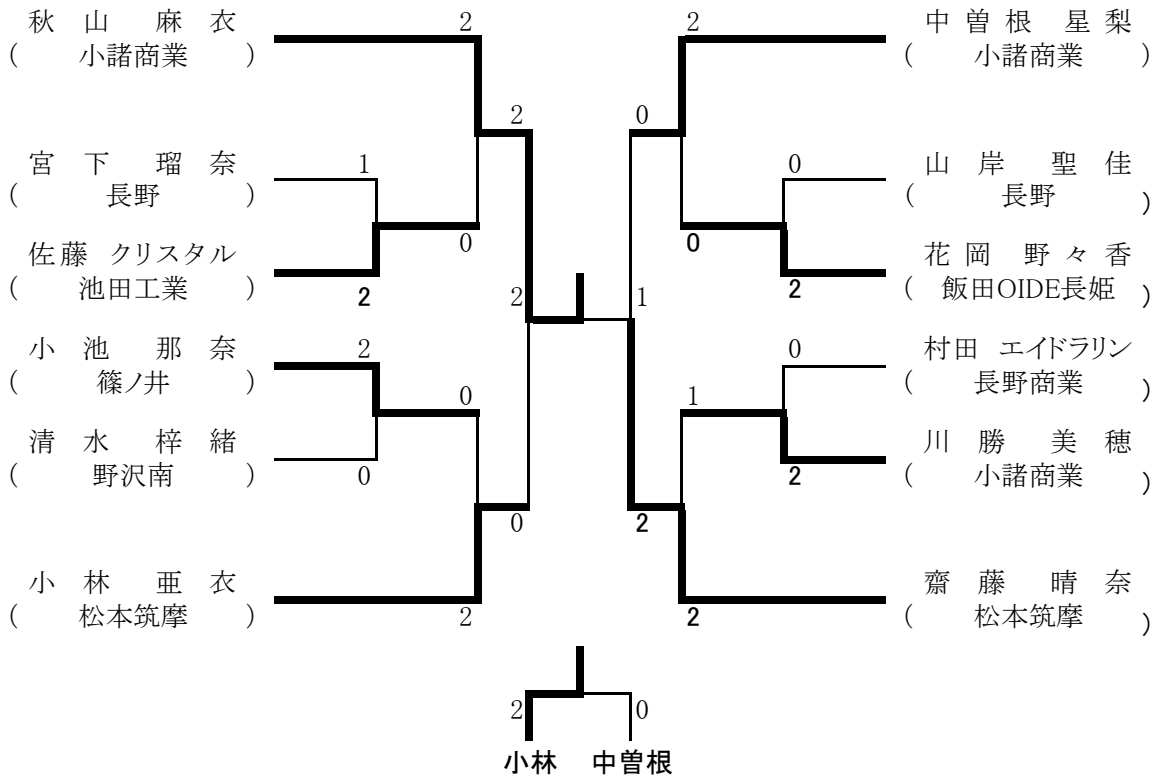 秋山 麻衣
( 小諸商業 )
2
2
宮下 瑠奈
( 長野 )
1
0
佐藤 クリスタル
( 池田工業 )
2
2
小池 那奈
( 篠ノ井 )
2
0
清水 梓緒
( 野沢南 )
0
0
小林 亜衣
( 松本筑摩 )
2
中曽根 星梨
( 小諸商業 )
2
0
山岸 聖佳
( 長野 )
0
0
花岡 野々香
( 飯田OIDE長姫 )
2
1
村田 エイドラリン
( 長野商業 )
0
1
川勝 美穂
( 小諸商業 )
2
2
齋藤 晴奈
( 松本筑摩 )
2
2 0
小林 中曽根